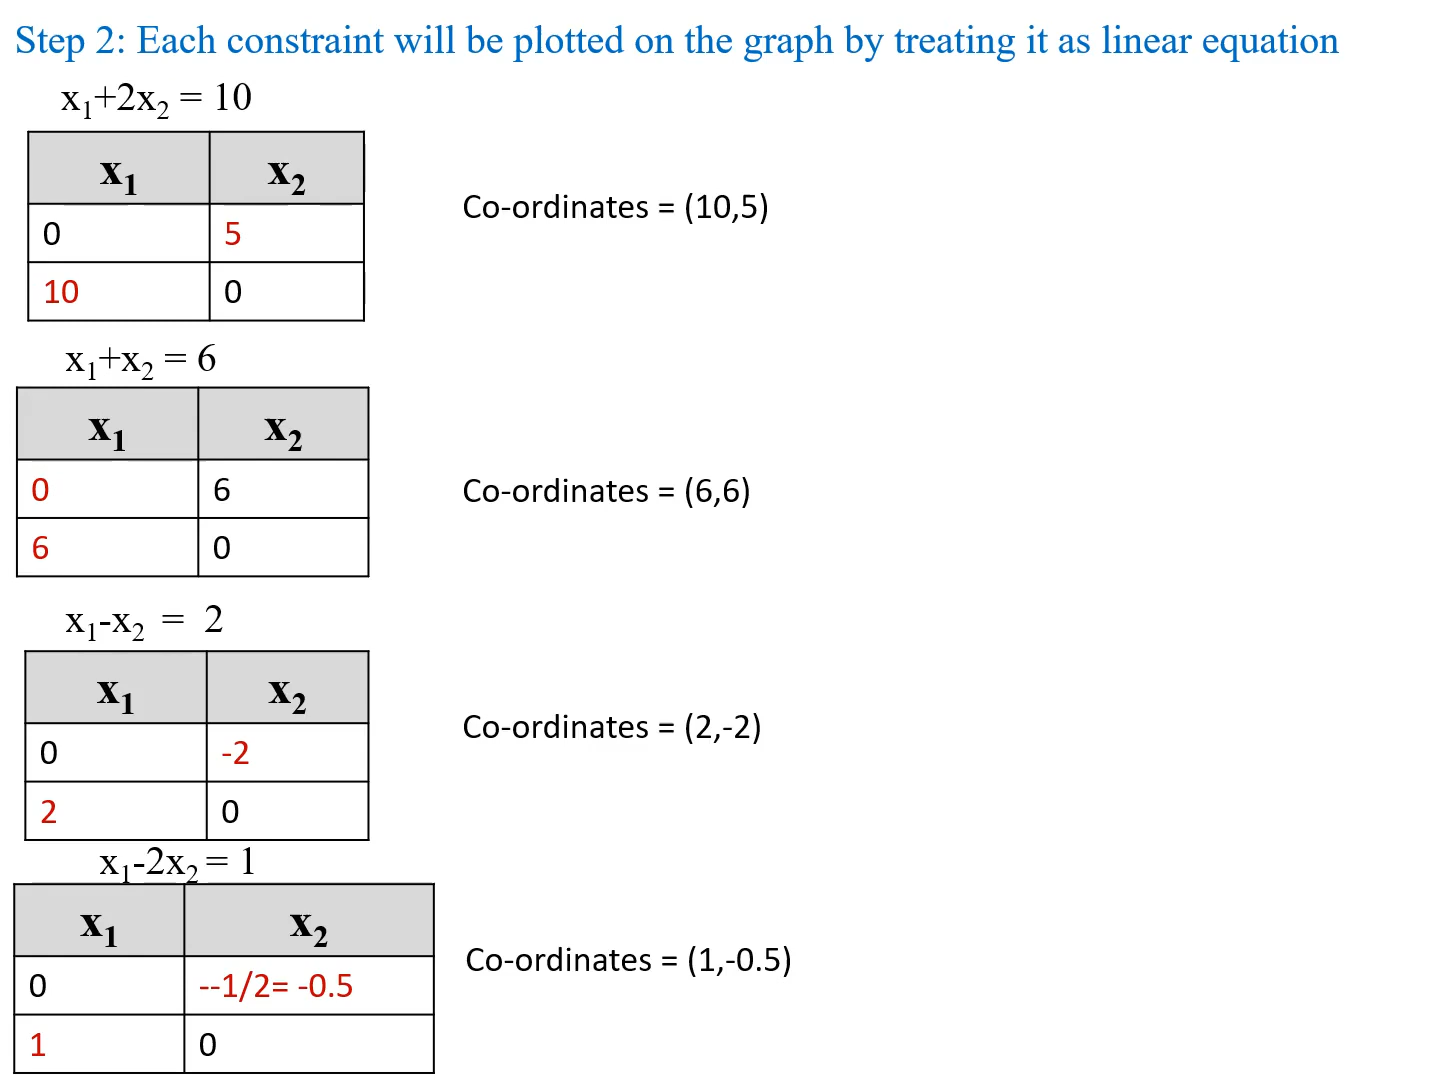 Step 2: Each constraint will be plotted on the graph by treating it as linear equation
x₁+2x₂ = 10
x₁ x₂
0 5
10 0
Co-ordinates = (10,5)
x₁+x₂ = 6
x₁ x₂
0 6
6 0
Co-ordinates = (6,6)
x₁-x₂ = 2
x₁ x₂
0 -2
2 0
Co-ordinates = (2,-2)
x₁-2x₂ = 1
x₁ x₂
0 --1/2= -0.5
1 0
Co-ordinates = (1,-0.5)